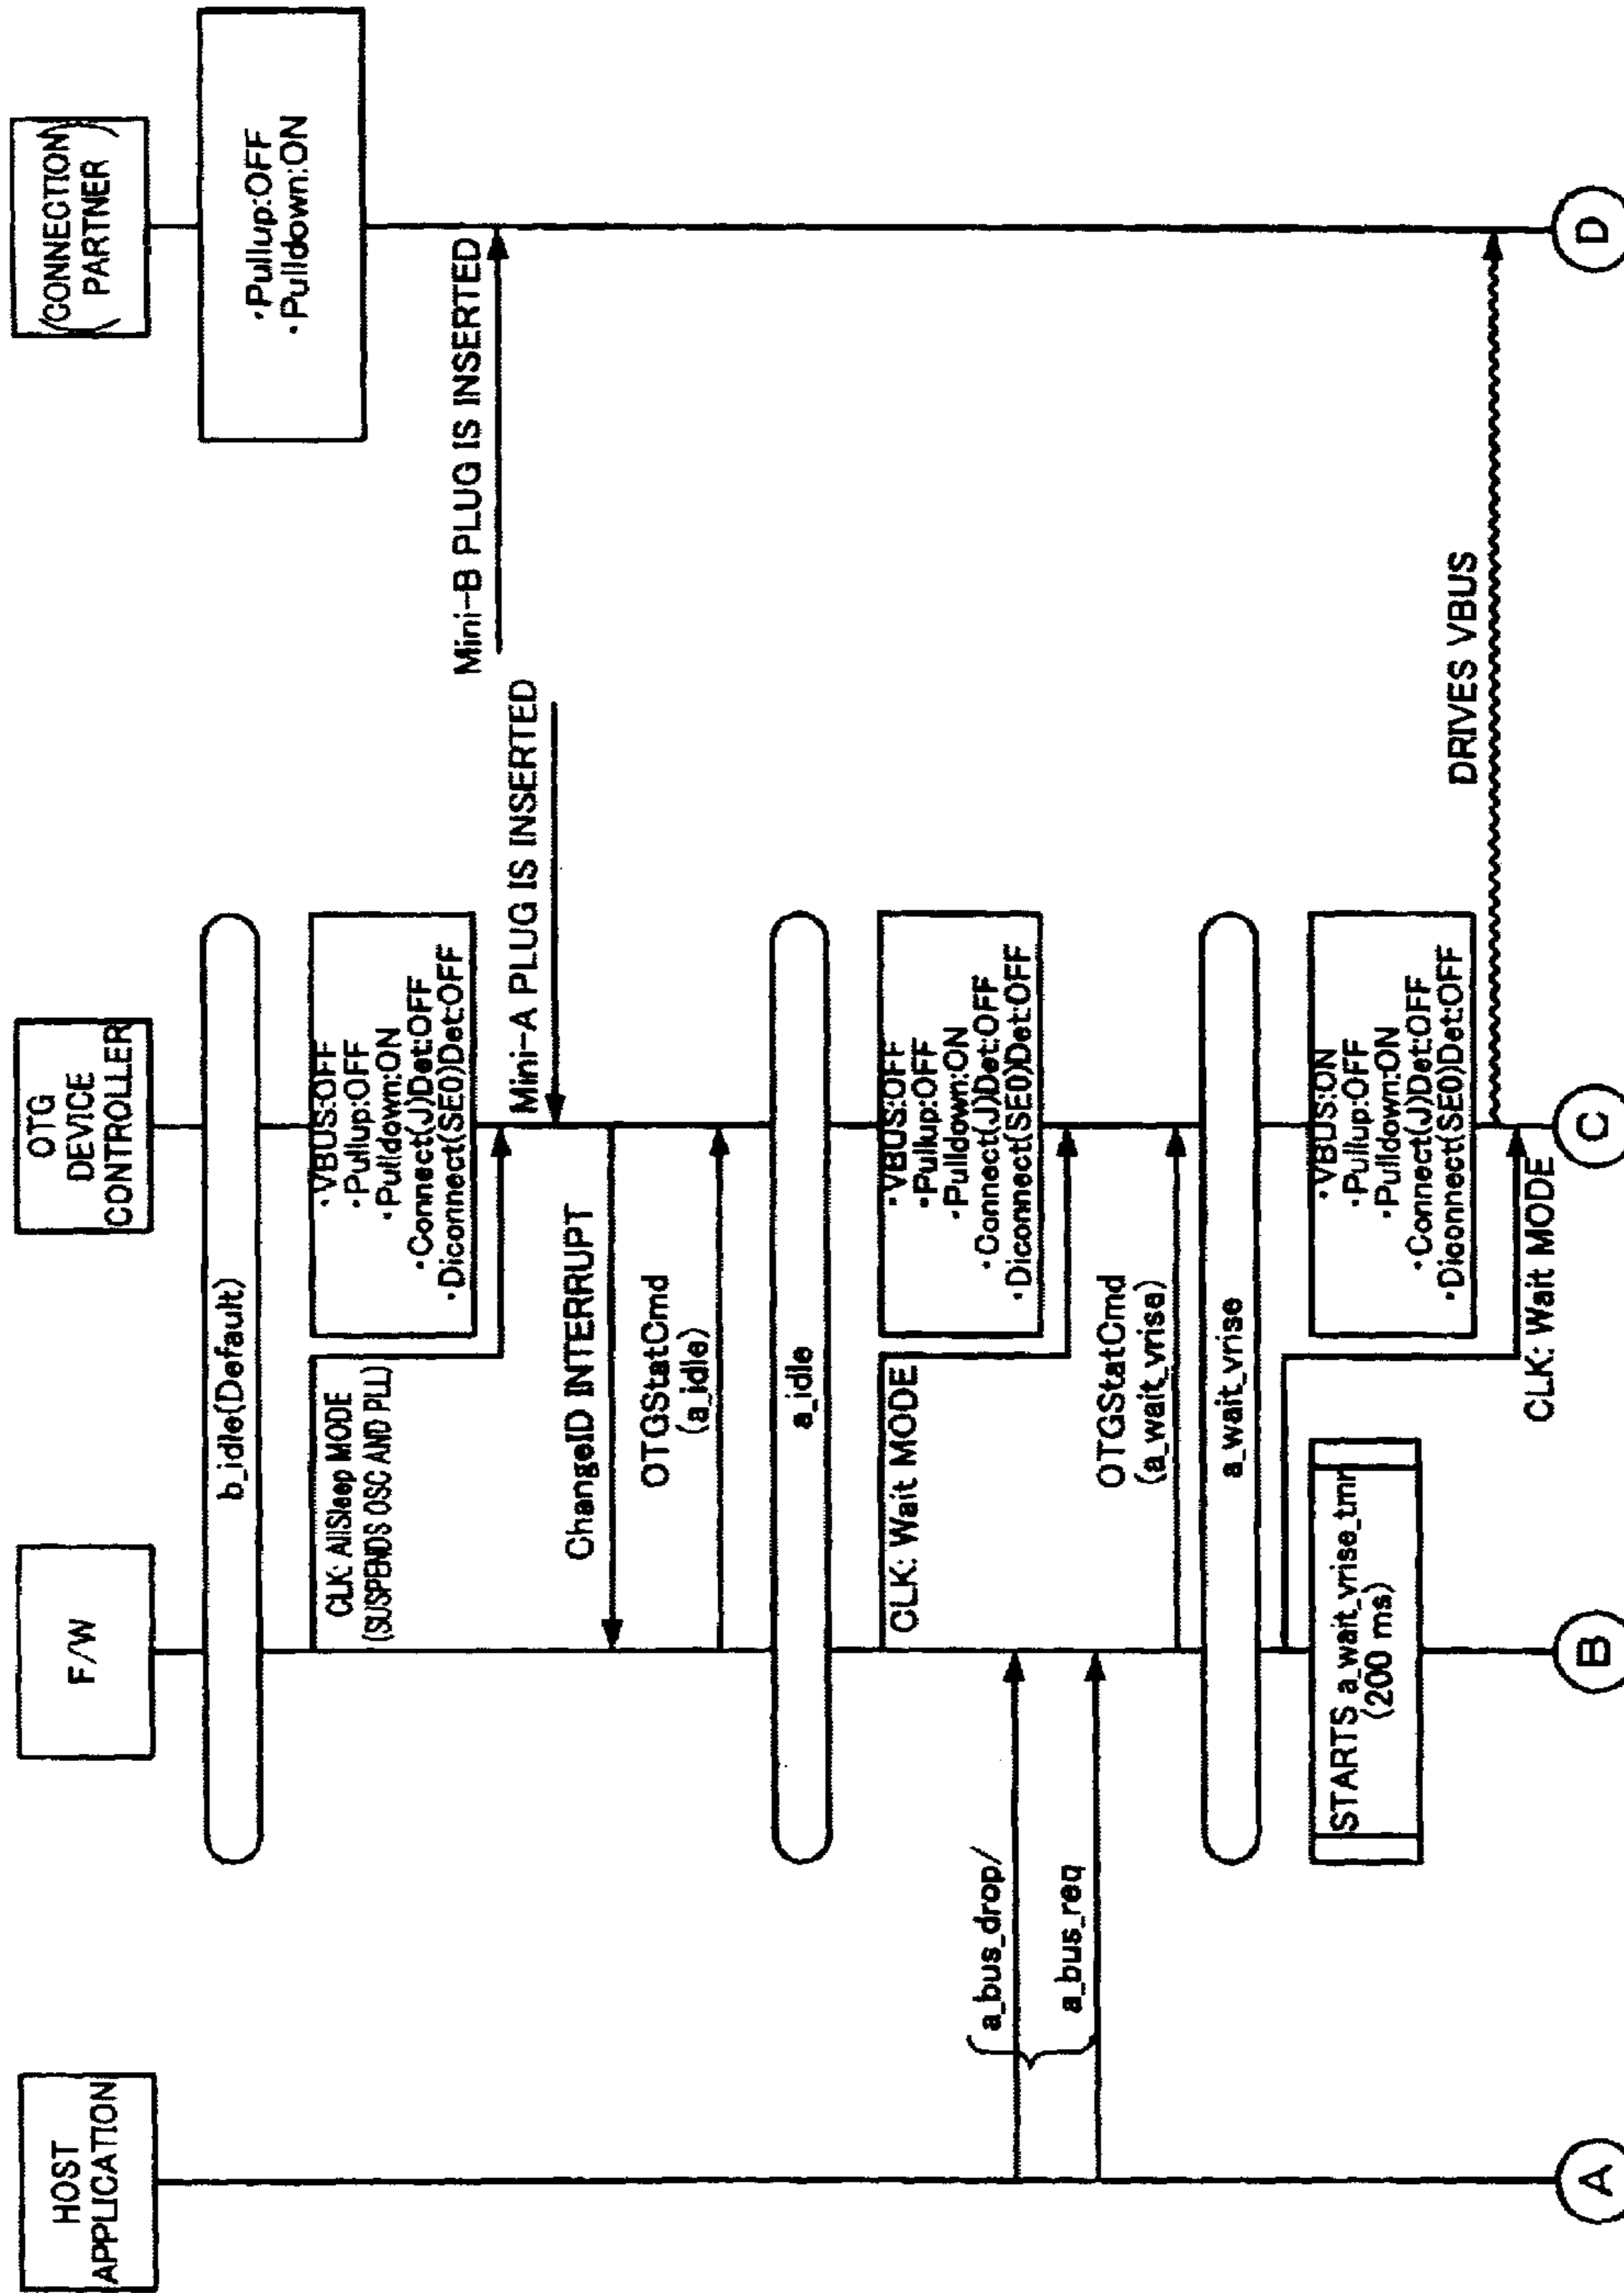 HOST
APPLICATION
F/W
OTG
DEVICE
CONTROLLER
(CONNECTION
PARTNER)
b_idle(Default)
·Pullup:OFF
·Pulldown:ON
CLK: AllSleep MODE
(SUSPENDS OSC AND PLL)
·VBUS:OFF
·Pullup:OFF
·Pulldown:ON
·Connect(J)Det:OFF
·Diconnect(SE0)Det:OFF
Mini-B PLUG IS INSERTED
Mini-A PLUG IS INSERTED
ChangeID INTERRUPT
OTGStatCmd
(a_idle)
a_idle
CLK: Wait MODE
·VBUS:OFF
·Pullup:OFF
·Pulldown:ON
·Connect(J)Det:OFF
·Diconnect(SE0)Det:OFF
a_bus_drop/
a_bus_req
OTGStatCmd
(a_wait_vrise)
a_wait_vrise
STARTS a_wait_vrise_tmr
(200 ms)
·VBUS:ON
·Pullup:OFF
·Pulldown:ON
·Connect(J)Det:OFF
·Diconnect(SE0)Det:OFF
DRIVES VBUS
CLK: Wait MODE
A
B
C
D